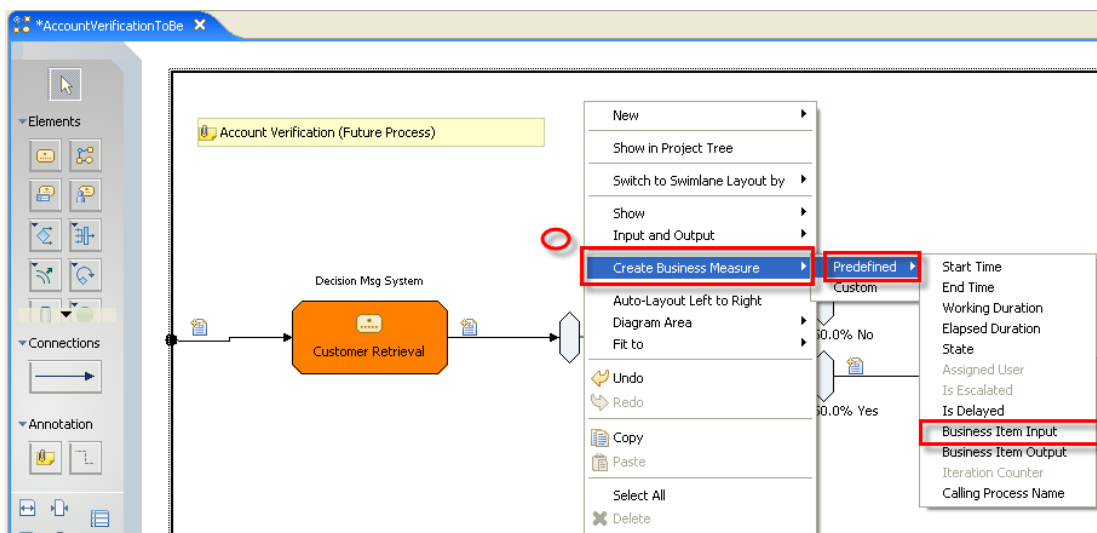 *AccountVerificationToBe
Elements
Connections
Annotation
Account Verification (Future Process)
Decision Msg System
Customer Retrieval
New
Show in Project Tree
Switch to Swimlane Layout by
Show
Input and Output
Create Business Measure
Auto-Layout Left to Right
Diagram Area
Fit to
Undo
Redo
Copy
Paste
Select All
Delete
Predefined
Custom
0.0% No
0.0% Yes
Start Time
End Time
Working Duration
Elapsed Duration
State
Assigned User
Is Escalated
Is Delayed
Business Item Input
Business Item Output
Iteration Counter
Calling Process Name